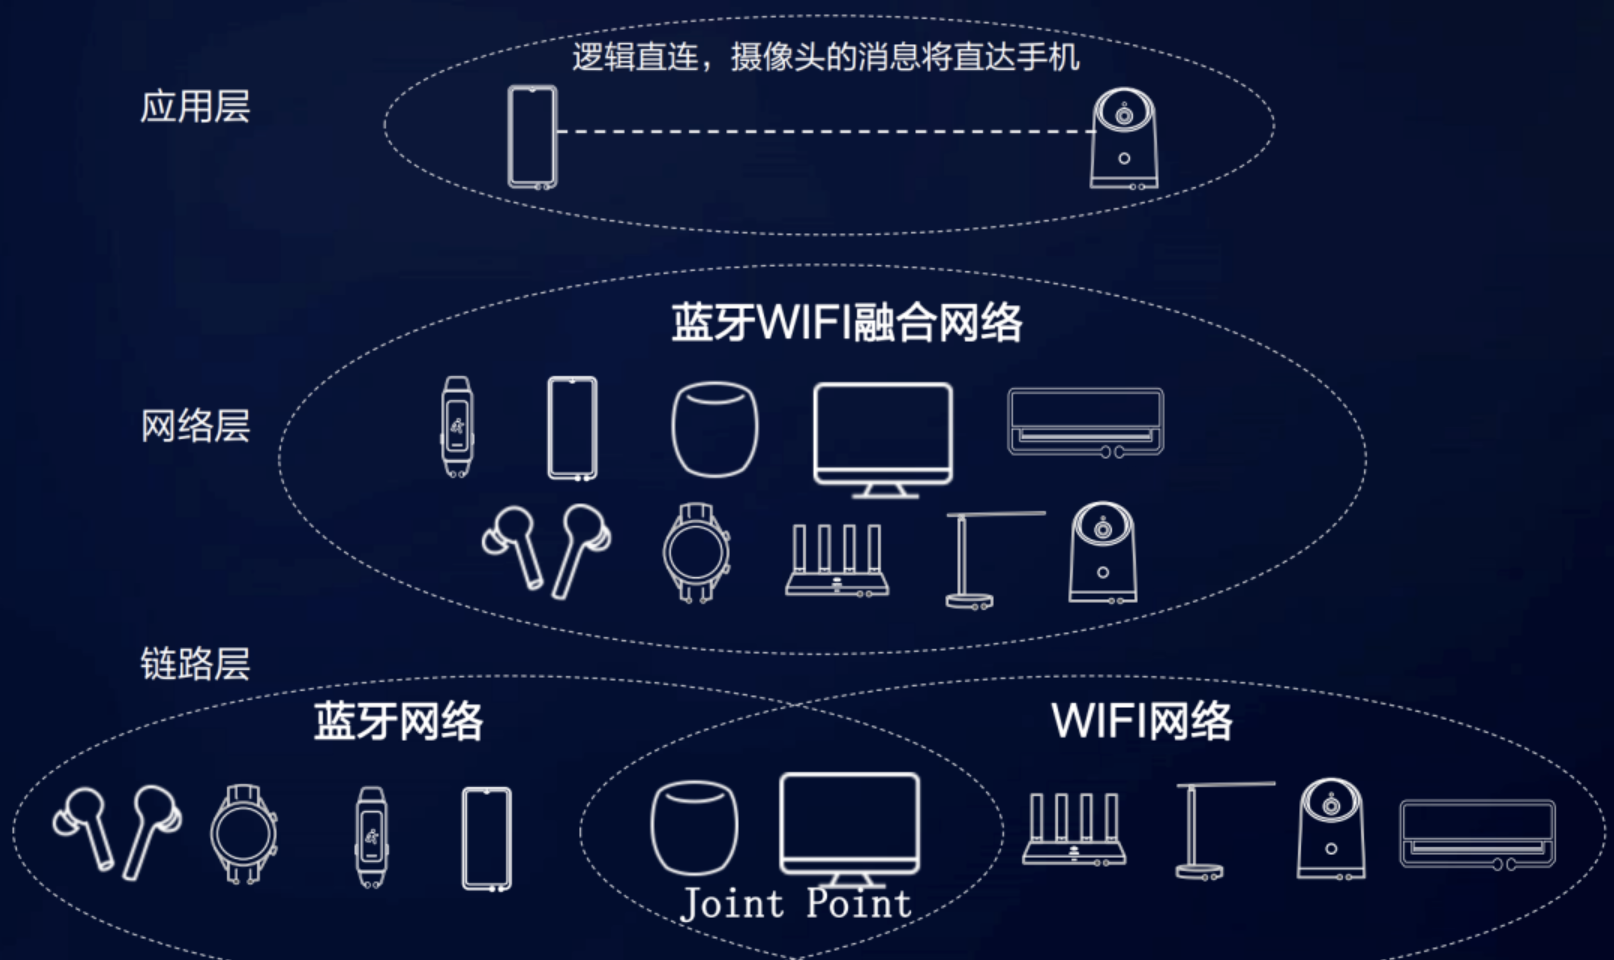 逻辑直连，摄像头的消息将直达手机
应用层
蓝牙WIFI融合网络
网络层
链路层
蓝牙网络
WIFI网络
Joint Point